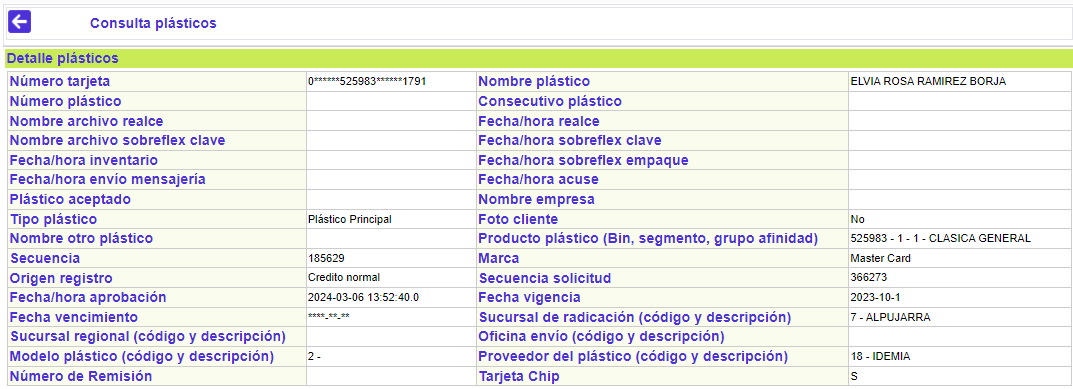 Consulta plásticos
Detalle plásticos
Número tarjeta 0******525983******1791 Nombre plástico ELVIA ROSA RAMIREZ BORJA
Número plástico Consecutivo plástico
Nombre archivo realce Fecha/hora realce
Nombre archivo sobreflex clave Fecha/hora sobreflex clave
Fecha/hora inventario Fecha/hora sobreflex empaque
Fecha/hora envío mensajería Fecha/hora acuse
Plástico aceptado Nombre empresa
Tipo plástico Plástico Principal Foto cliente No
Nombre otro plástico Producto plástico (Bin, segmento, grupo afinidad) 525983 - 1 - 1 - CLASICA GENERAL
Secuencia 185629 Marca Master Card
Origen registro Credito normal Secuencia solicitud 366273
Fecha/hora aprobación 2024-03-06 13:52:40.0 Fecha vigencia 2023-10-1
Fecha vencimiento ****-**-** Sucursal de radicación (código y descripción) 7 - ALPUJARRA
Sucursal regional (código y descripción) Oficina envío (código y descripción)
Modelo plástico (código y descripción) 2 - Proveedor del plástico (código y descripción) 18 - IDEMIA
Número de Remisión Tarjeta Chip S